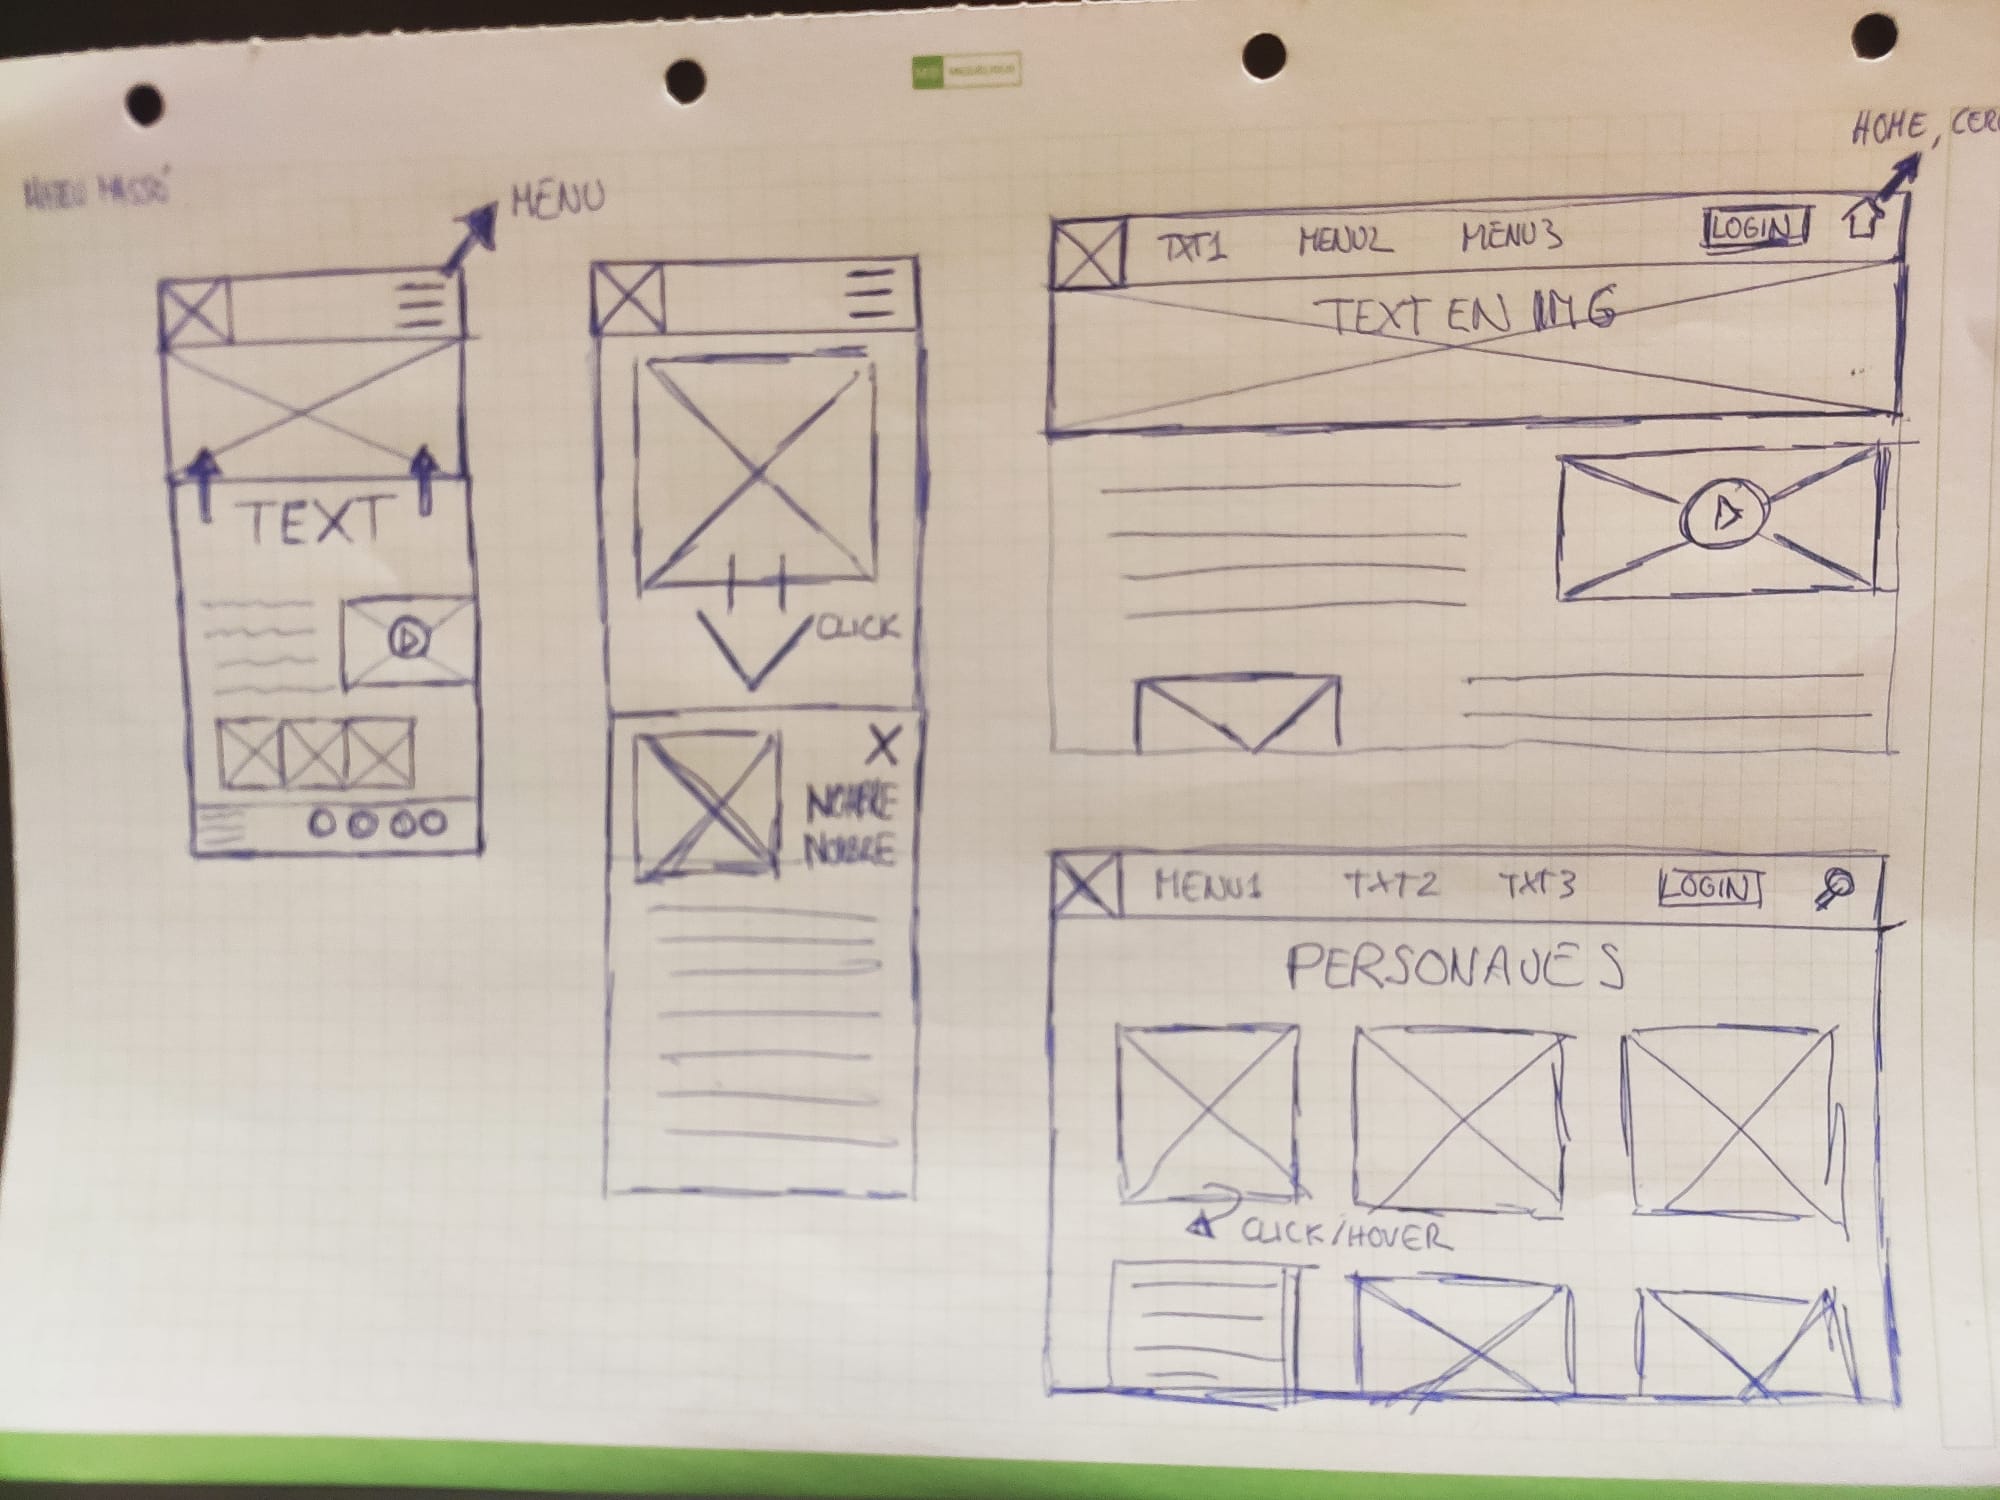 MATEU MASSÓ
MENU
TEXT
CLICK
X
NOMBRE
NOMBRE
HOME, CER
TXT1 MENU2 MENU3 LOGIN
TEXT EN IMG
MENU1 TXT2 TXT3 LOGIN
PERSONAJES
CLICK/HOVER